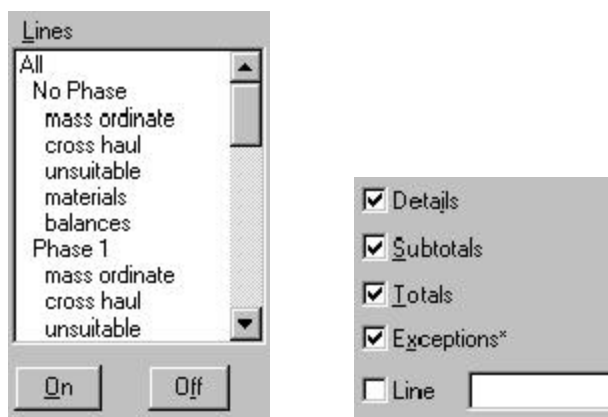 Lines
All
No Phase
mass ordinate
cross haul
unsuitable
materials
balances
Phase 1
mass ordinate
cross haul
unsuitable
On Off
Details
Subtotals
Totals
Exceptions*
Line